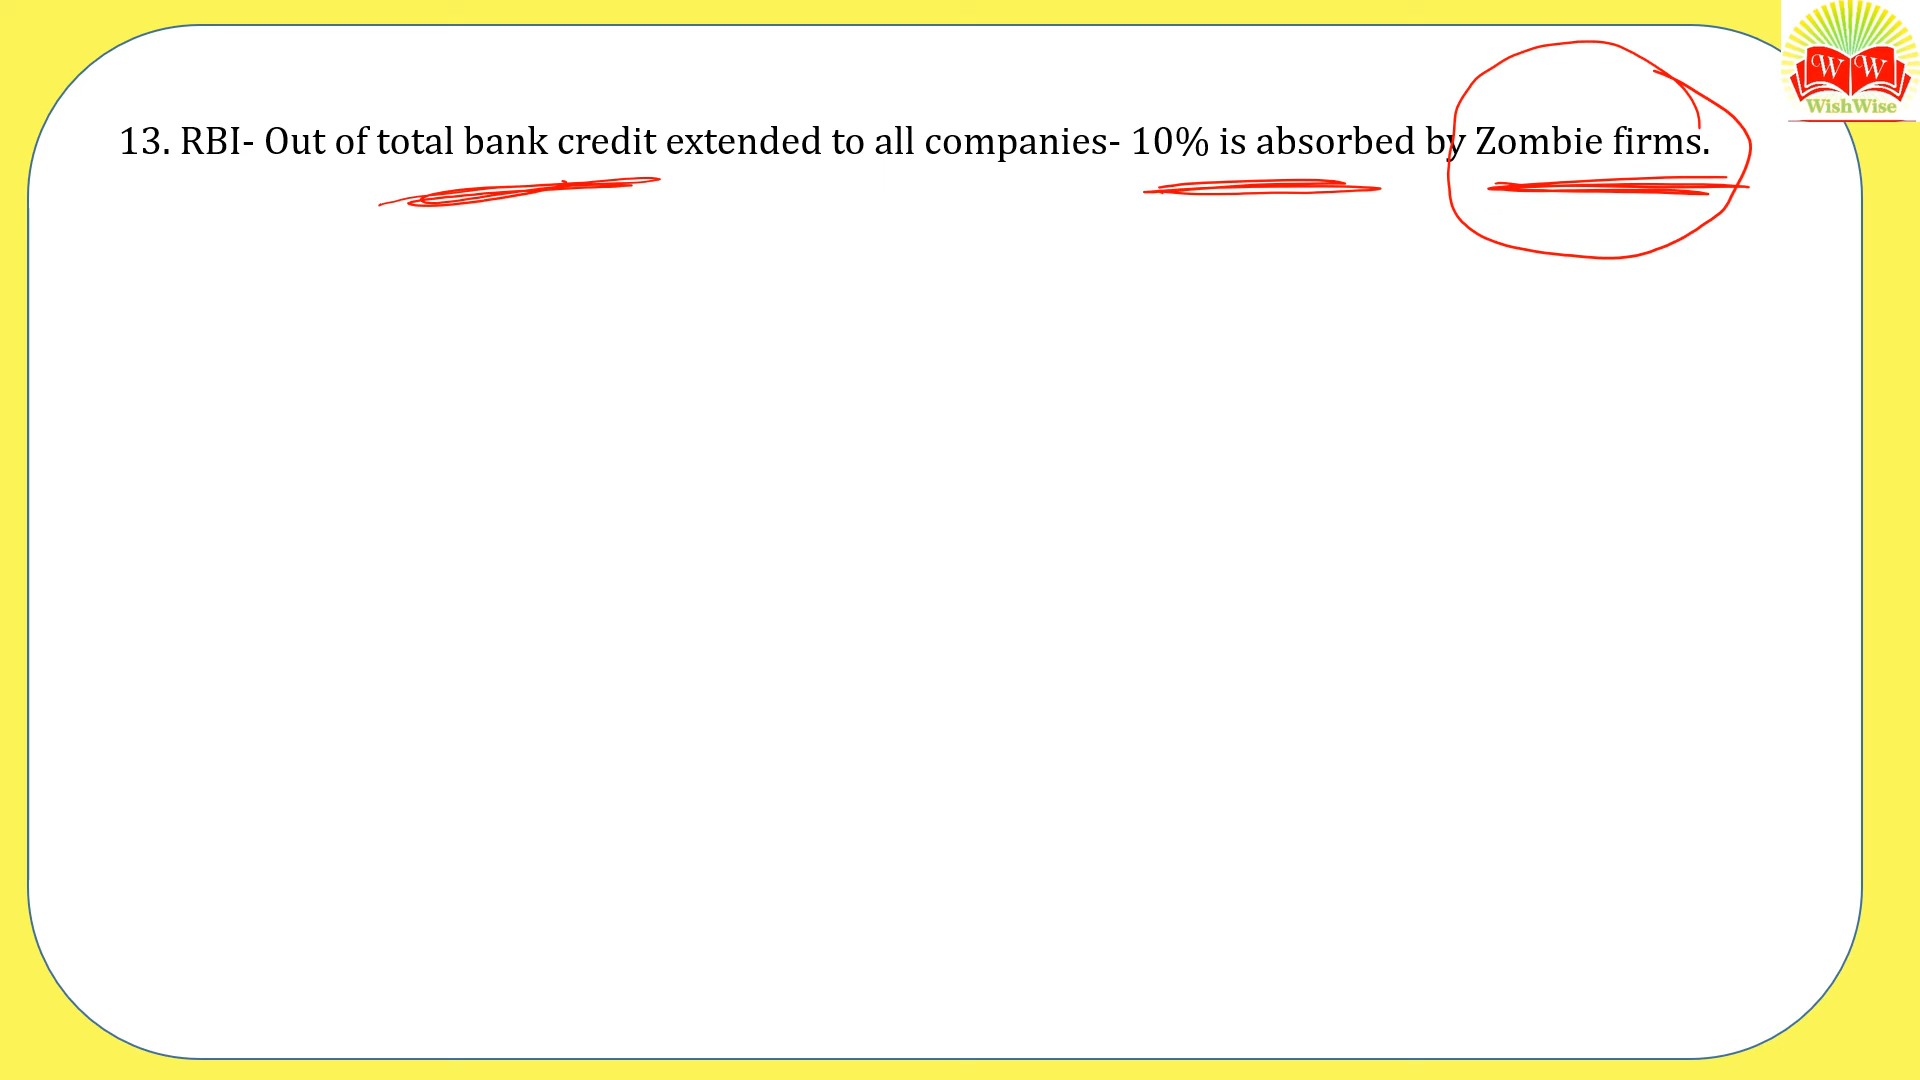 13. RBI- Out of total bank credit extended to all companies- 10% is absorbed by Zombie firms.
W W
WishWise